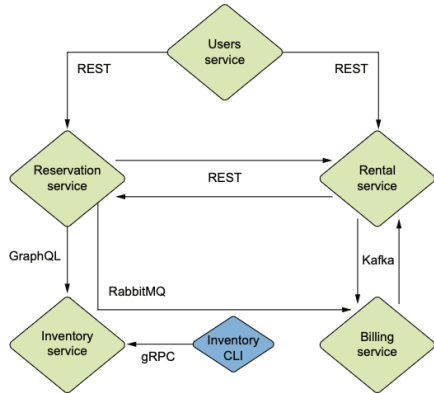 Users
service
REST
REST
Reservation
service
REST
Rental
service
GraphQL
Kafka
RabbitMQ
Inventory
service
gRPC
Inventory
CLI
Billing
service